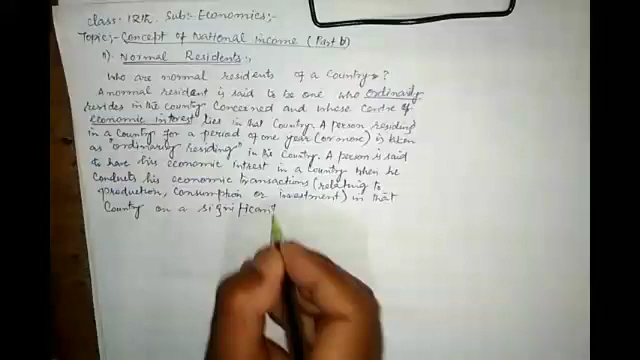 Class:- 12th. Sub:- Economics;-
Topic;- Concept of National Income (Part b)
Normal Residents:,
Who are normal residents of a country?
A normal resident is said to be one who ordinarily
resides in the country concerned and whose centre of
economic interest lies in that country. A person residing
in a country for a period of one year (or more) is taken
as "ordinary residing" in the country. A person is said
to have his economic interest in a country when he
conducts his economic transactions (relating to
production, consumption or investment) in that
country on a significant